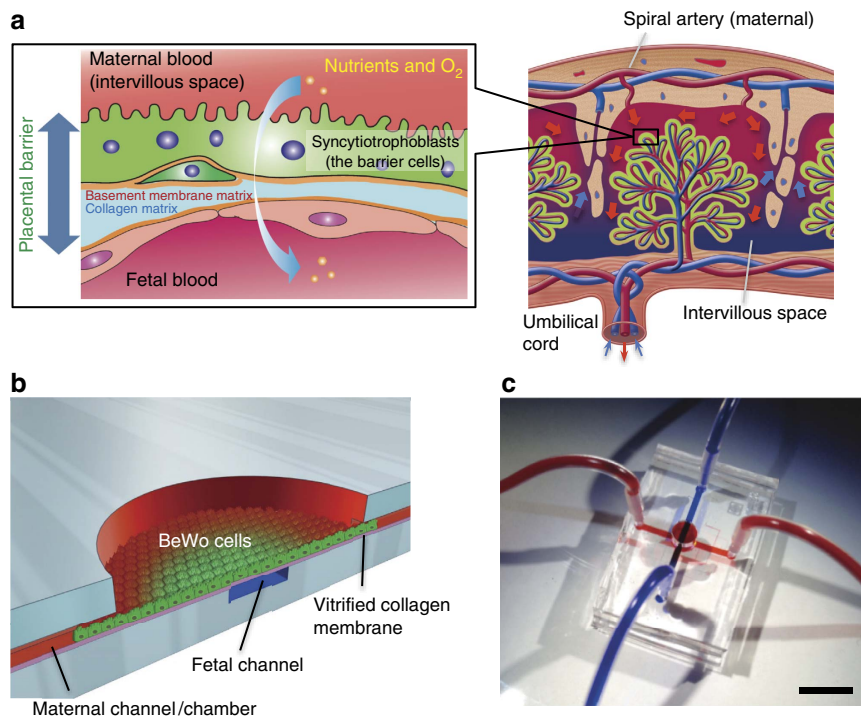 a
Maternal blood
(intervillous space)
Nutrients and O₂
Syncytiotrophoblasts
(the barrier cells)
Placental barrier
Basement membrane matrix
Collagen matrix
Fetal blood
Spiral artery (maternal)
Umbilical
cord
Intervillous space
b
BeWo cells
Vitrified collagen
membrane
Fetal channel
Maternal channel/chamber
c